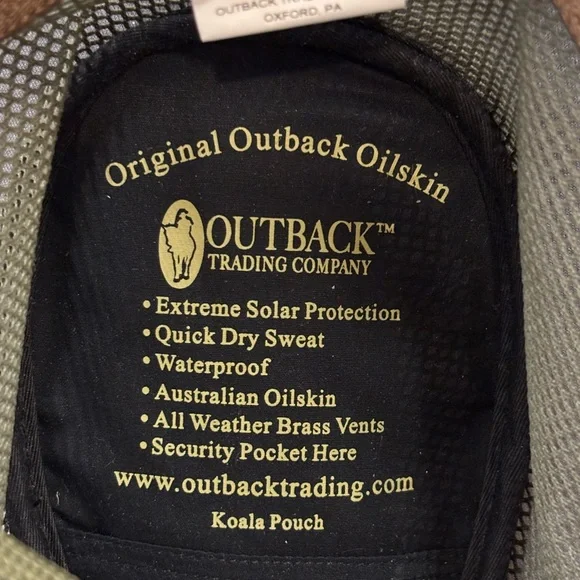 OUTBACK
OXFORD, PA
Original Outback Oilskin
OUTBACK™
TRADING COMPANY
• Extreme Solar Protection
• Quick Dry Sweat
• Waterproof
• Australian Oilskin
• All Weather Brass Vents
• Security Pocket Here
www.outbacktrading.com
Koala Pouch